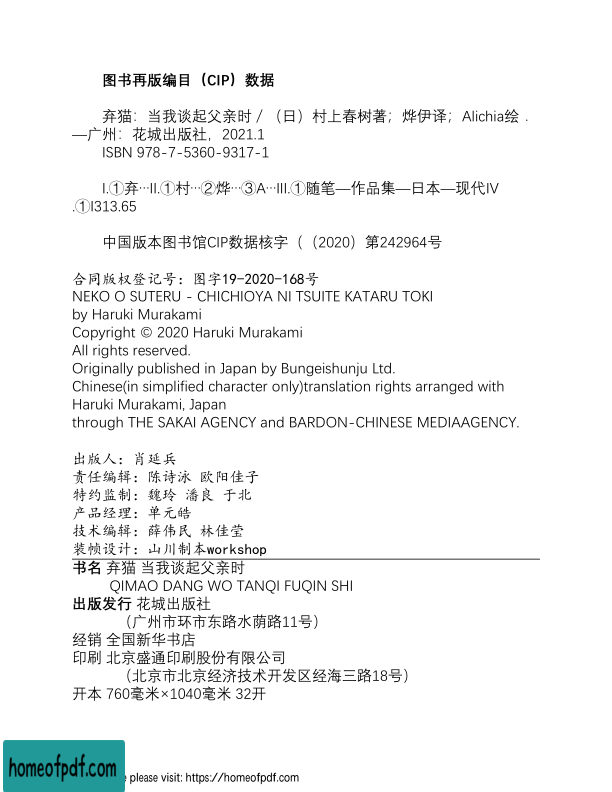 图书再版编目（CIP）数据
弃猫：当我谈起父亲时 / （日）村上春树著；烨伊译；Alichia绘 .
—广州：花城出版社，2021.1
ISBN 978-7-5360-9317-1
I.①弃…II.①村…②烨…③A…III.①随笔—作品集—日本—现代IV
.①I313.65
中国版本图书馆CIP数据核字（（2020）第242964号
合同版权登记号：图字19-2020-168号
NEKO O SUTERU - CHICHIOYA NI TSUITE KATARU TOKI
by Haruki Murakami
Copyright © 2020 Haruki Murakami
All rights reserved.
Originally published in Japan by Bungeishunju Ltd.
Chinese(in simplified character only)translation rights arranged with
Haruki Murakami, Japan
through THE SAKAI AGENCY and BARDON-CHINESE MEDIAAGENCY.
出版人：肖延兵
责任编辑：陈诗泳 欧阳佳子
特约监制：魏玲 潘良 于北
产品经理：单元皓
技术编辑：薛伟民 林佳莹
装帧设计：山川制本workshop
书名 弃猫 当我谈起父亲时
QIMAO DANG WO TANQI FUQIN SHI
出版发行 花城出版社
（广州市环市东路水荫路11号）
经销 全国新华书店
印刷 北京盛通印刷股份有限公司
（北京市北京经济技术开发区经海三路18号）
开本 760毫米×1040毫米 32开
homeofpdf.com
e please visit: https://homeofpdf.com